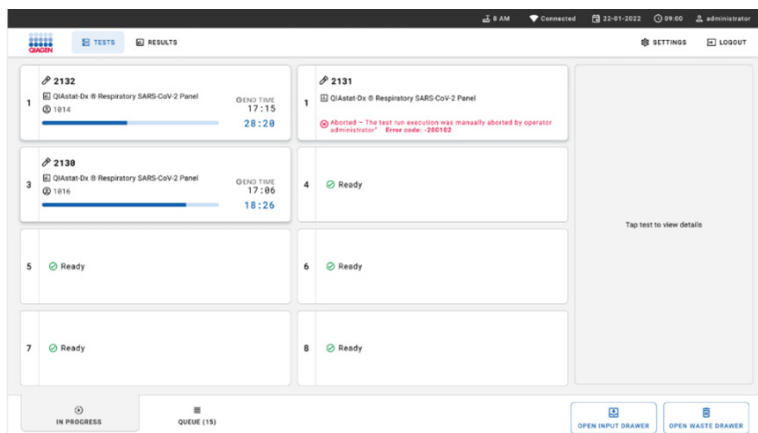 8 AM Connected 22-01-2022 09:00 administrator
QIAGEN TESTS RESULTS SETTINGS LOGOUT
1
2132
QIAstat-Dx ® Respiratory SARS-CoV-2 Panel
1014
END TIME
17:15
28:20
1
2131
QIAstat-Dx ® Respiratory SARS-CoV-2 Panel
Aborted – The test run execution was manually aborted by operator
administrator" Error code: -200102
3
2130
QIAstat-Dx ® Respiratory SARS-CoV-2 Panel
1016
END TIME
17:06
18:26
4 Ready
Tap test to view details
5 Ready
6 Ready
7 Ready
8 Ready
IN PROGRESS
QUEUE (15)
OPEN INPUT DRAWER
OPEN WASTE DRAWER